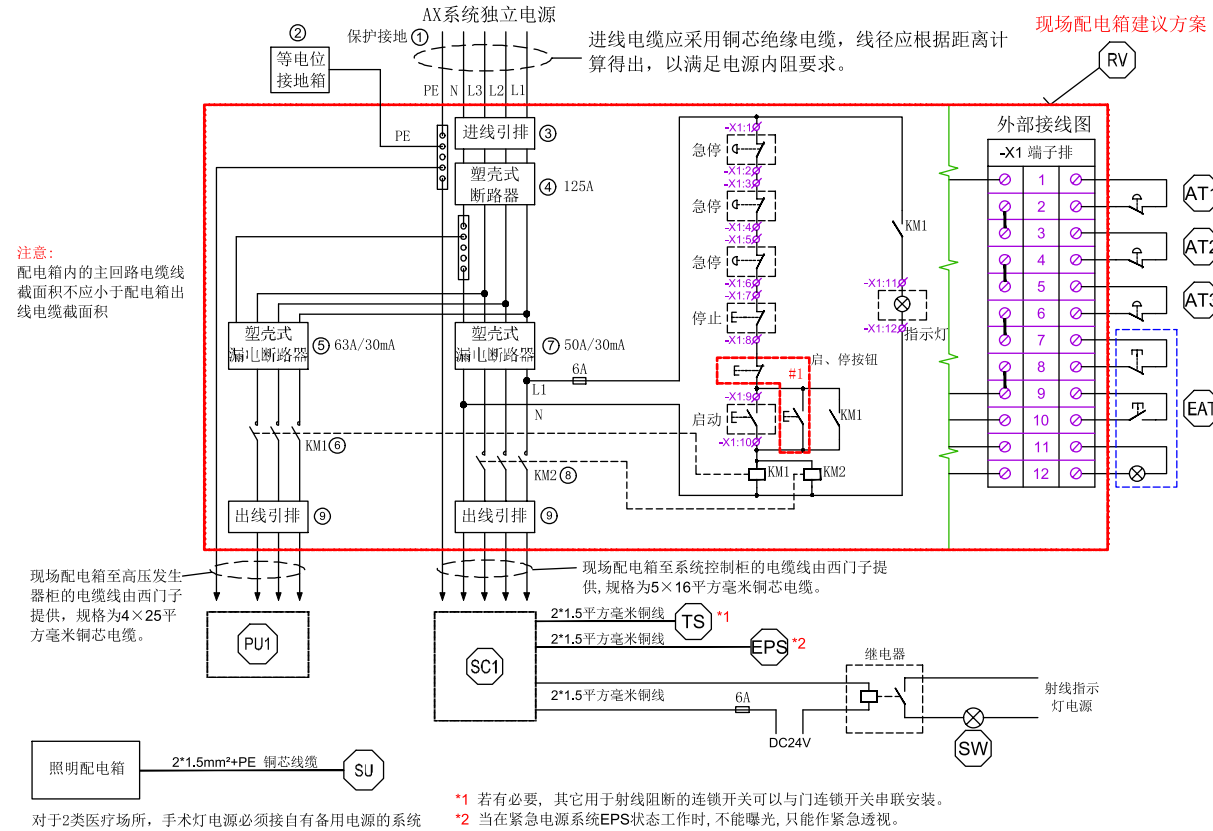 AX系统独立电源
现场配电箱建议方案
保护接地①
②
等电位
接地箱
进线电缆应采用铜芯绝缘电缆，线径应根据距离计
算得出，以满足电源内阻要求。
RV
PE N L3 L2 L1
PE
进线引排 ③
塑壳式
断路器
④ 125A
注意:
配电箱内的主回路电缆线
截面积不应小于配电箱出
线电缆截面积
塑壳式
漏电断路器
⑤ 63A/30mA
塑壳式
漏电断路器
⑦ 50A/30mA
6A
L1
N
KM1⑥
KM2⑧
出线引排 ⑨
出线引排 ⑨
-X1:1
急停
-X1:2
-X1:3
急停
-X1:4
-X1:5
急停
-X1:6
-X1:7
停止
-X1:8
启、停按钮
#1
-X1:9
启动
KM1
-X1:10
KM1
KM2
KM1
-X1:11
-X1:12
指示灯
外部接线图
-X1 端子排
1
2
3
4
5
6
7
8
9
10
11
12
AT1
AT2
AT3
EAT
现场配电箱至高压发生
器柜的电缆线由西门子
提供，规格为4×25平
方毫米铜芯电缆。
现场配电箱至系统控制柜的电缆线由西门子提
供,规格为5×16平方毫米铜芯电缆。
PU1
SC1
2*1.5平方毫米铜线
TS *1
2*1.5平方毫米铜线
EPS *2
2*1.5平方毫米铜线
6A
DC24V
继电器
射线指示
灯电源
SW
照明配电箱
2*1.5mm²+PE 铜芯线缆
SU
对于2类医疗场所，手术灯电源必须接自有备用电源的系统
*1 若有必要, 其它用于射线阻断的连锁开关可以与门连锁开关串联安装。
*2 当在紧急电源系统EPS状态工作时,不能曝光,只能作紧急透视。